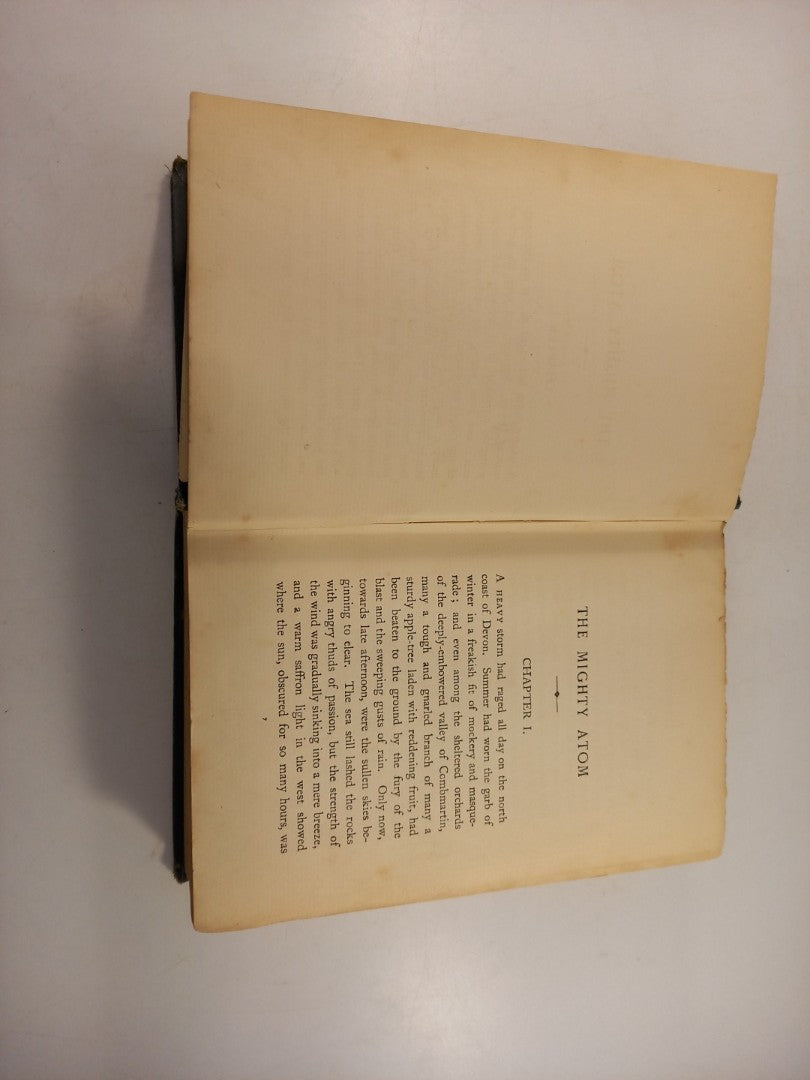 THE MIGHTY ATOM
CHAPTER I.
A HEAVY storm had raged all day on the north
coast of Devon. Summer had worn the garb of
winter in a freakish fit of mockery and masque-
rade; and even among the sheltered orchards
of the deeply-embowered valley of Combmartin,
many a tough and gnarled branch of many a
sturdy apple-tree laden with reddening fruit, had
been beaten to the ground by the fury of the
blast and the sweeping gusts of rain. Only now,
towards late afternoon, were the sullen skies be-
ginning to clear. The sea still lashed the rocks
with angry thuds of passion, but the strength of
the wind was gradually sinking into a mere breeze,
and a warm saffron light in the west showed
where the sun, obscured for so many hours, was